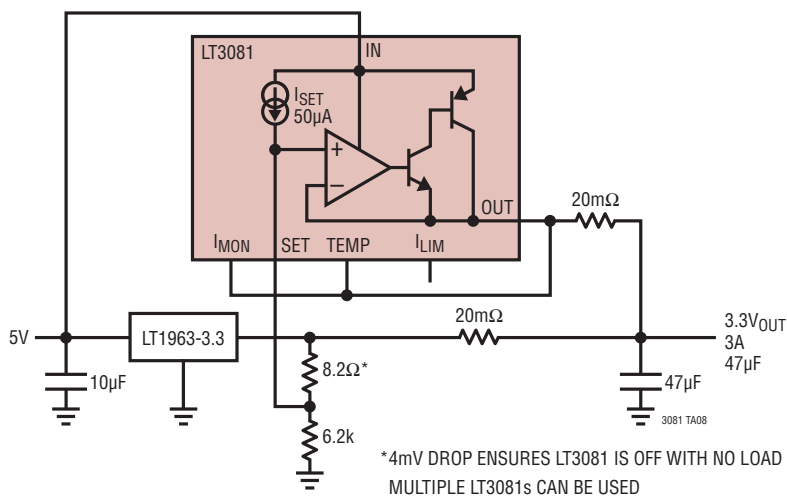 LT3081
IN
ISET
50µA
+
–
OUT
20mΩ
IMON
SET
TEMP
ILIM
20mΩ
3.3VOUT
3A
47µF
5V
LT1963-3.3
8.2Ω*
10µF
47µF
3081 TA08
6.2k
*4mV DROP ENSURES LT3081 IS OFF WITH NO LOAD
MULTIPLE LT3081s CAN BE USED